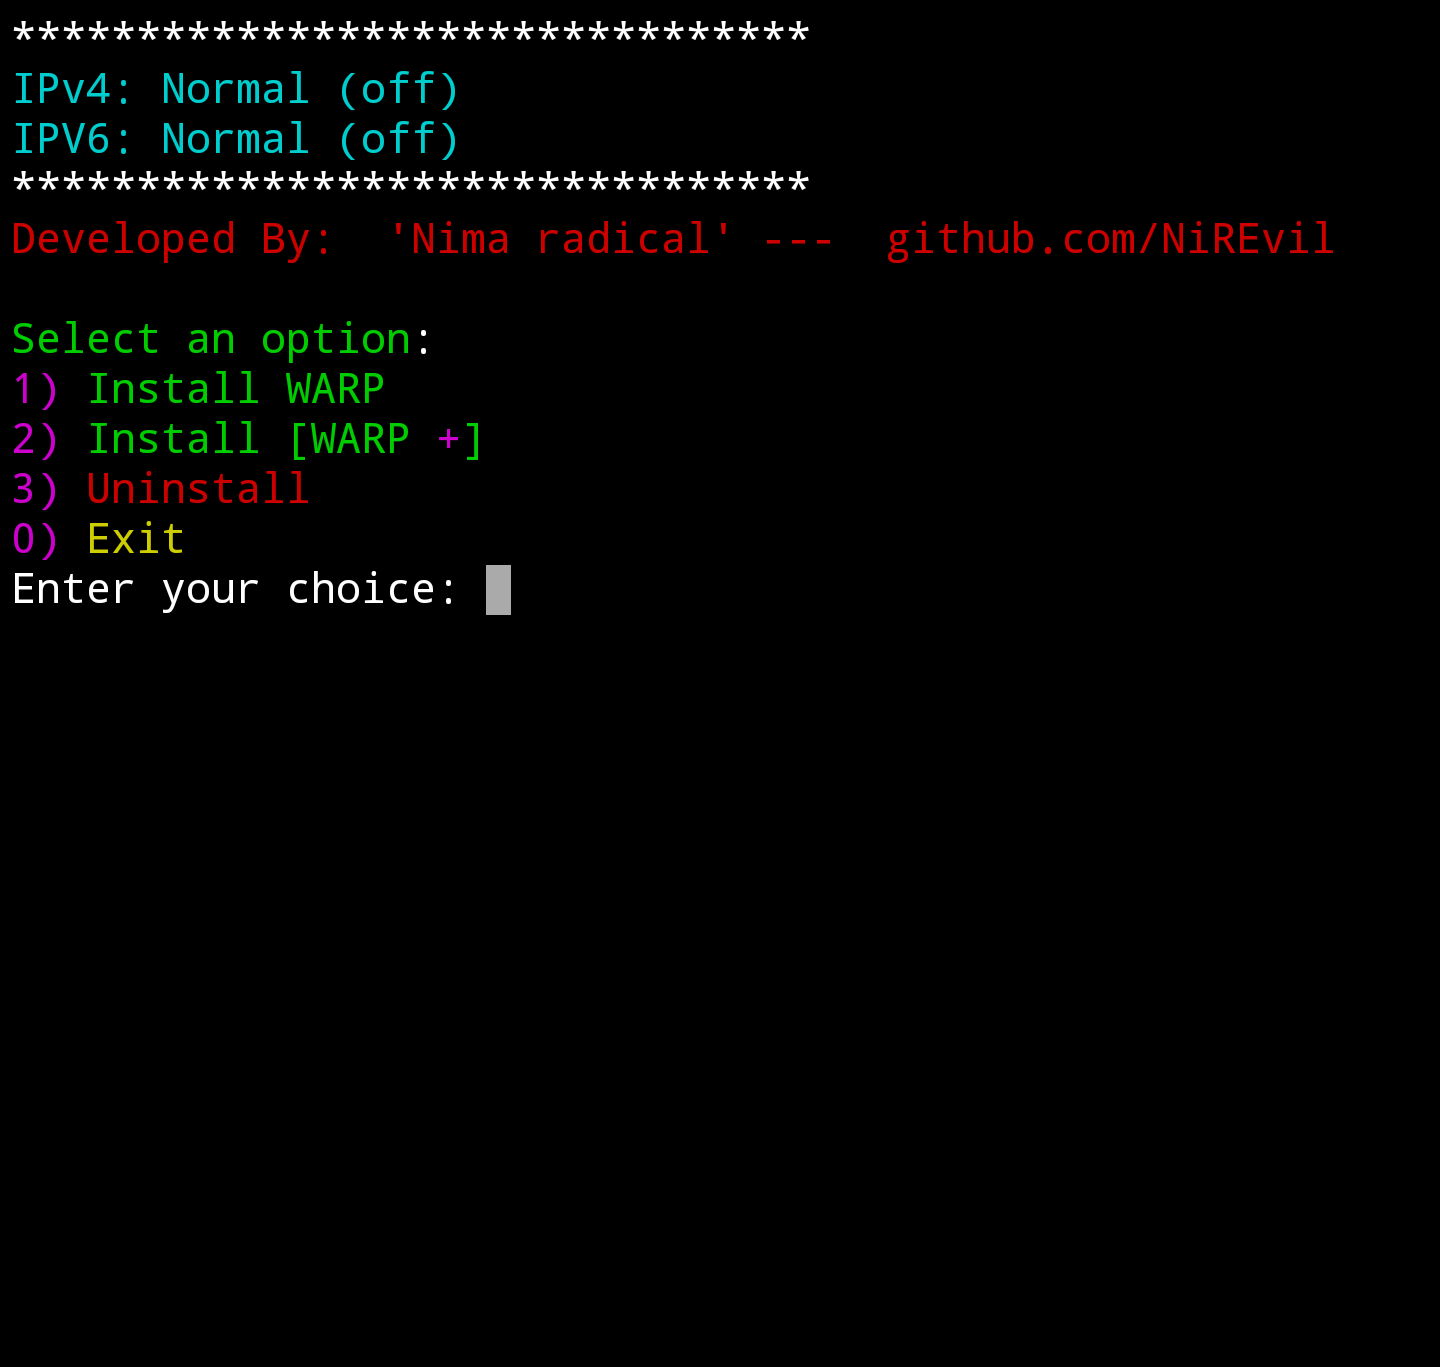 ********************************
IPv4: Normal (off)
IPV6: Normal (off)
********************************
Developed By:  'Nima radical' ---  github.com/NiREvil
Select an option:
1) Install WARP
2) Install [WARP +]
3) Uninstall
0) Exit
Enter your choice: